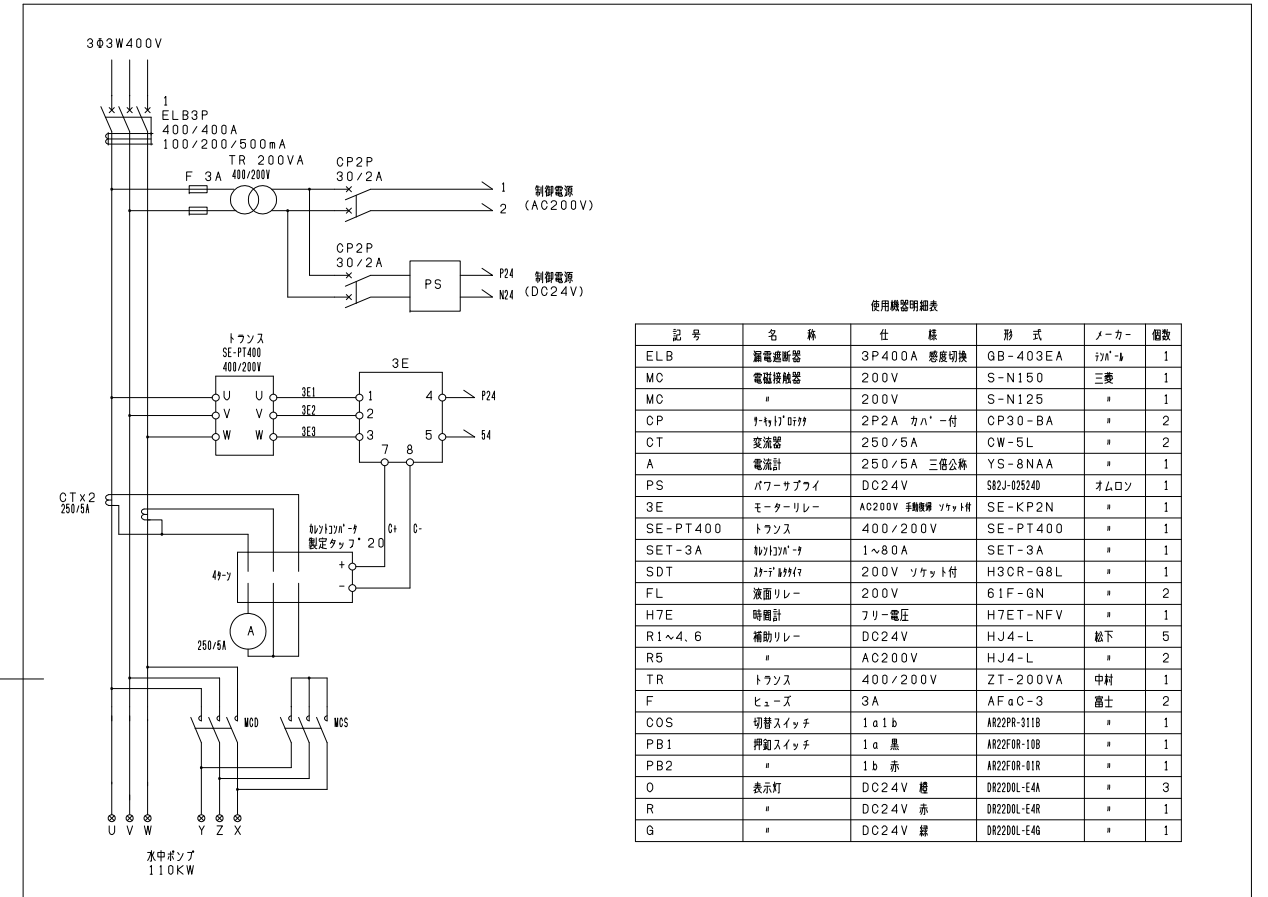 3Φ3W400V
1
ELB3P
400/400A
100/200/500mA
TR 200VA
400/200V
F 3A
CP2P
30/2A
1
2
制御電源
(AC200V)
CP2P
30/2A
PS
P24
N24
制御電源
(DC24V)
トランス
SE-PT400
400/200V
U U
V V
W W
3E1
3E2
3E3
3E
1 4
2
3 5
7 8
P24
54
CT×2
250/5A
カレントコンバータ
製定タップ20
C+
C-
+
-
4ターン
A
250/5A
MCD
MCS
U V W Y Z X
水中ポンプ
110KW
使用機器明細表
記号 名称 仕様 形式 メーカー 個数
ELB 漏電遮断器 3P400A 感度切換 GB-403EA テンパール 1
MC 電磁接触器 200V S-N150 三菱 1
MC 〃 200V S-N125 〃 1
CP サーキットプロテクタ 2P2A カバー付 CP30-BA 〃 2
CT 変流器 250/5A CW-5L 〃 2
A 電流計 250/5A 三倍公称 YS-8NAA 〃 1
PS パワーサプライ DC24V S82J-02524D オムロン 1
3E モーターリレー AC200V 手動復帰 ソケット付 SE-KP2N 〃 1
SE-PT400 トランス 400/200V SE-PT400 〃 1
SET-3A カレントコンバータ 1~80A SET-3A 〃 1
SDT スターデルタタイマ 200V ソケット付 H3CR-G8L 〃 1
FL 液面リレー 200V 61F-GN 〃 2
H7E 時間計 フリー電圧 H7ET-NFV 〃 1
R1~4、6 補助リレー DC24V HJ4-L 松下 5
R5 〃 AC200V HJ4-L 〃 2
TR トランス 400/200V ZT-200VA 中村 1
F ヒューズ 3A AFaC-3 富士 2
COS 切替スイッチ 1a1b AR22PR-311B 〃 1
PB1 押釦スイッチ 1a 黒 AR22F0R-10B 〃 1
PB2 〃 1b 赤 AR22F0R-01R 〃 1
O 表示灯 DC24V 橙 DR22D0L-E4A 〃 3
R 〃 DC24V 赤 DR22D0L-E4R 〃 1
G 〃 DC24V 緑 DR22D0L-E4G 〃 1